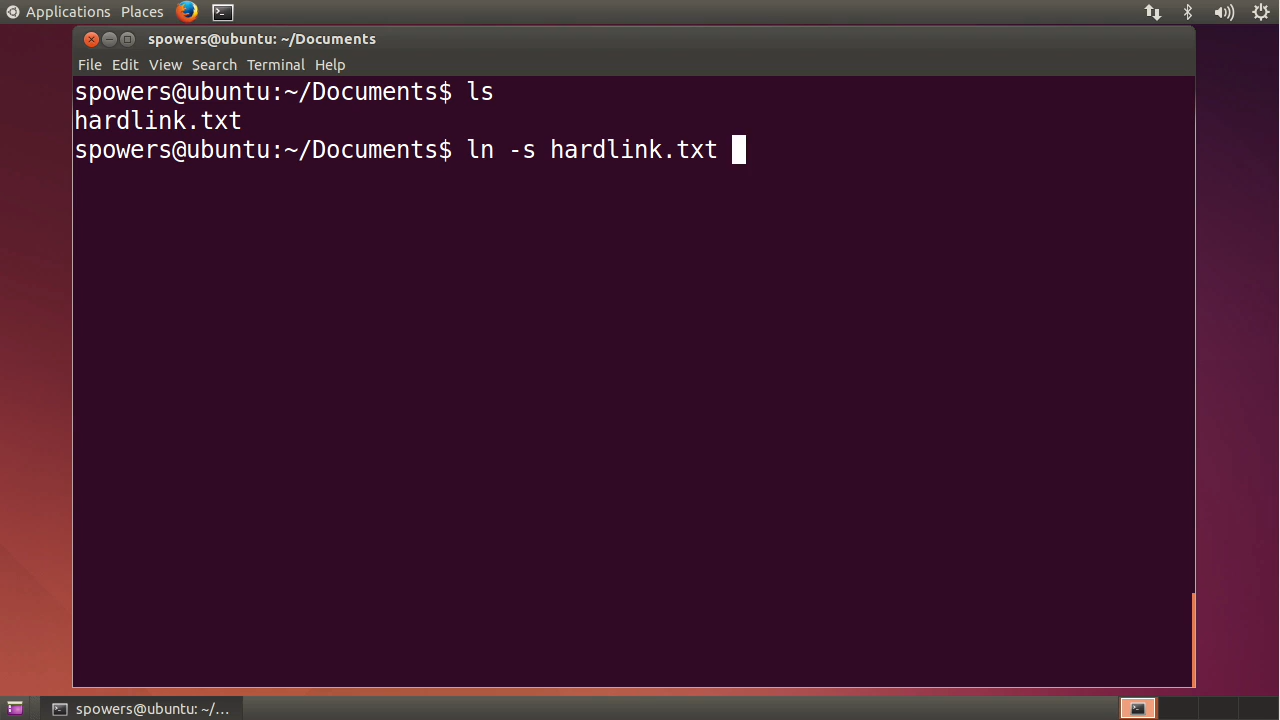 Applications Places
spowers@ubuntu: ~/Documents
File Edit View Search Terminal Help
spowers@ubuntu:~/Documents$ ls
hardlink.txt
spowers@ubuntu:~/Documents$ ln -s hardlink.txt
spowers@ubuntu: ~/...